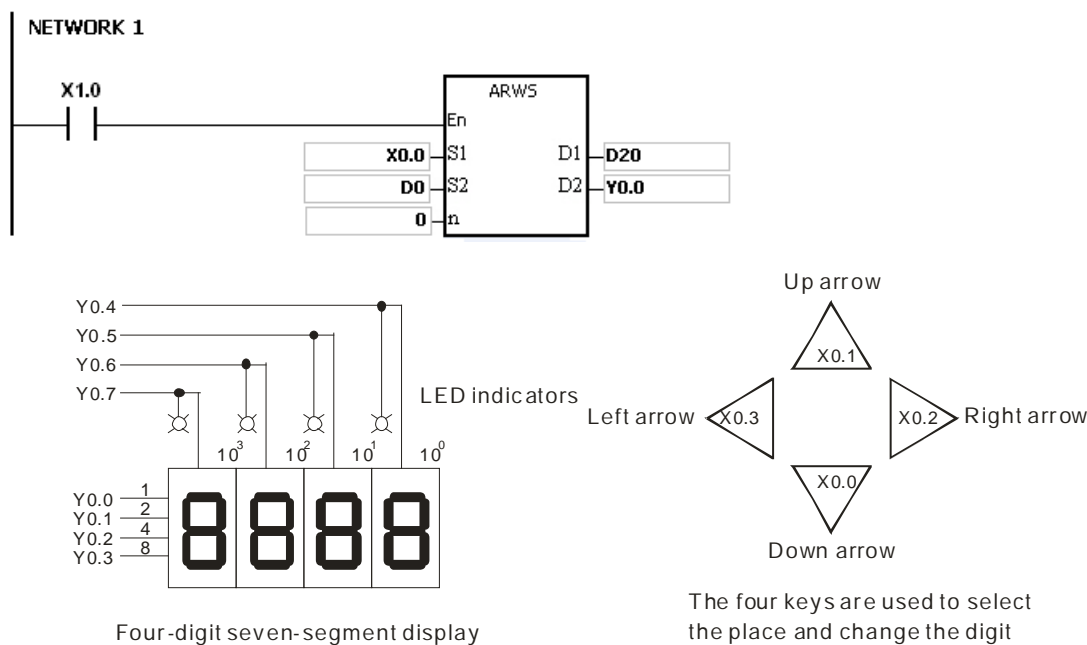 NETWORK 1
X1.0
ARWS
En
X0.0 S1 D1 D20
D0 S2 D2 Y0.0
0 n
Y0.4
Y0.5
Y0.6
Y0.7
LED indicators
10³ 10² 10¹ 10⁰
Y0.0 1
Y0.1 2
Y0.2 4
Y0.3 8
8 8 8 8
Four-digit seven-segment display
Up arrow
X0.1
Left arrow X0.3 X0.2 Right arrow
X0.0
Down arrow
The four keys are used to select
the place and change the digit